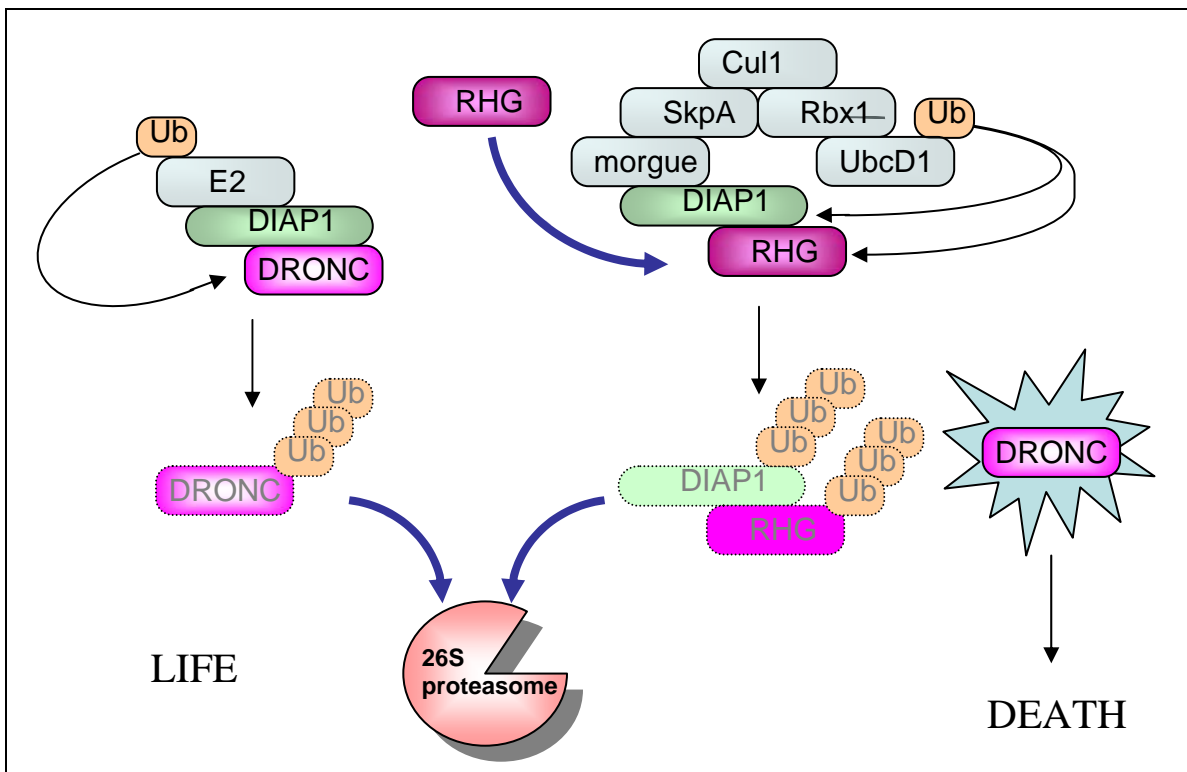 Ub
E2
DIAP1
DRONC
Ub
Ub
Ub
DRONC
LIFE
RHG
Cul1
SkpA
Rbx1
Ub
morgue
UbcD1
DIAP1
RHG
Ub
Ub
Ub
Ub
Ub
Ub
DIAP1
RHG
DRONC
26S
proteasome
DEATH